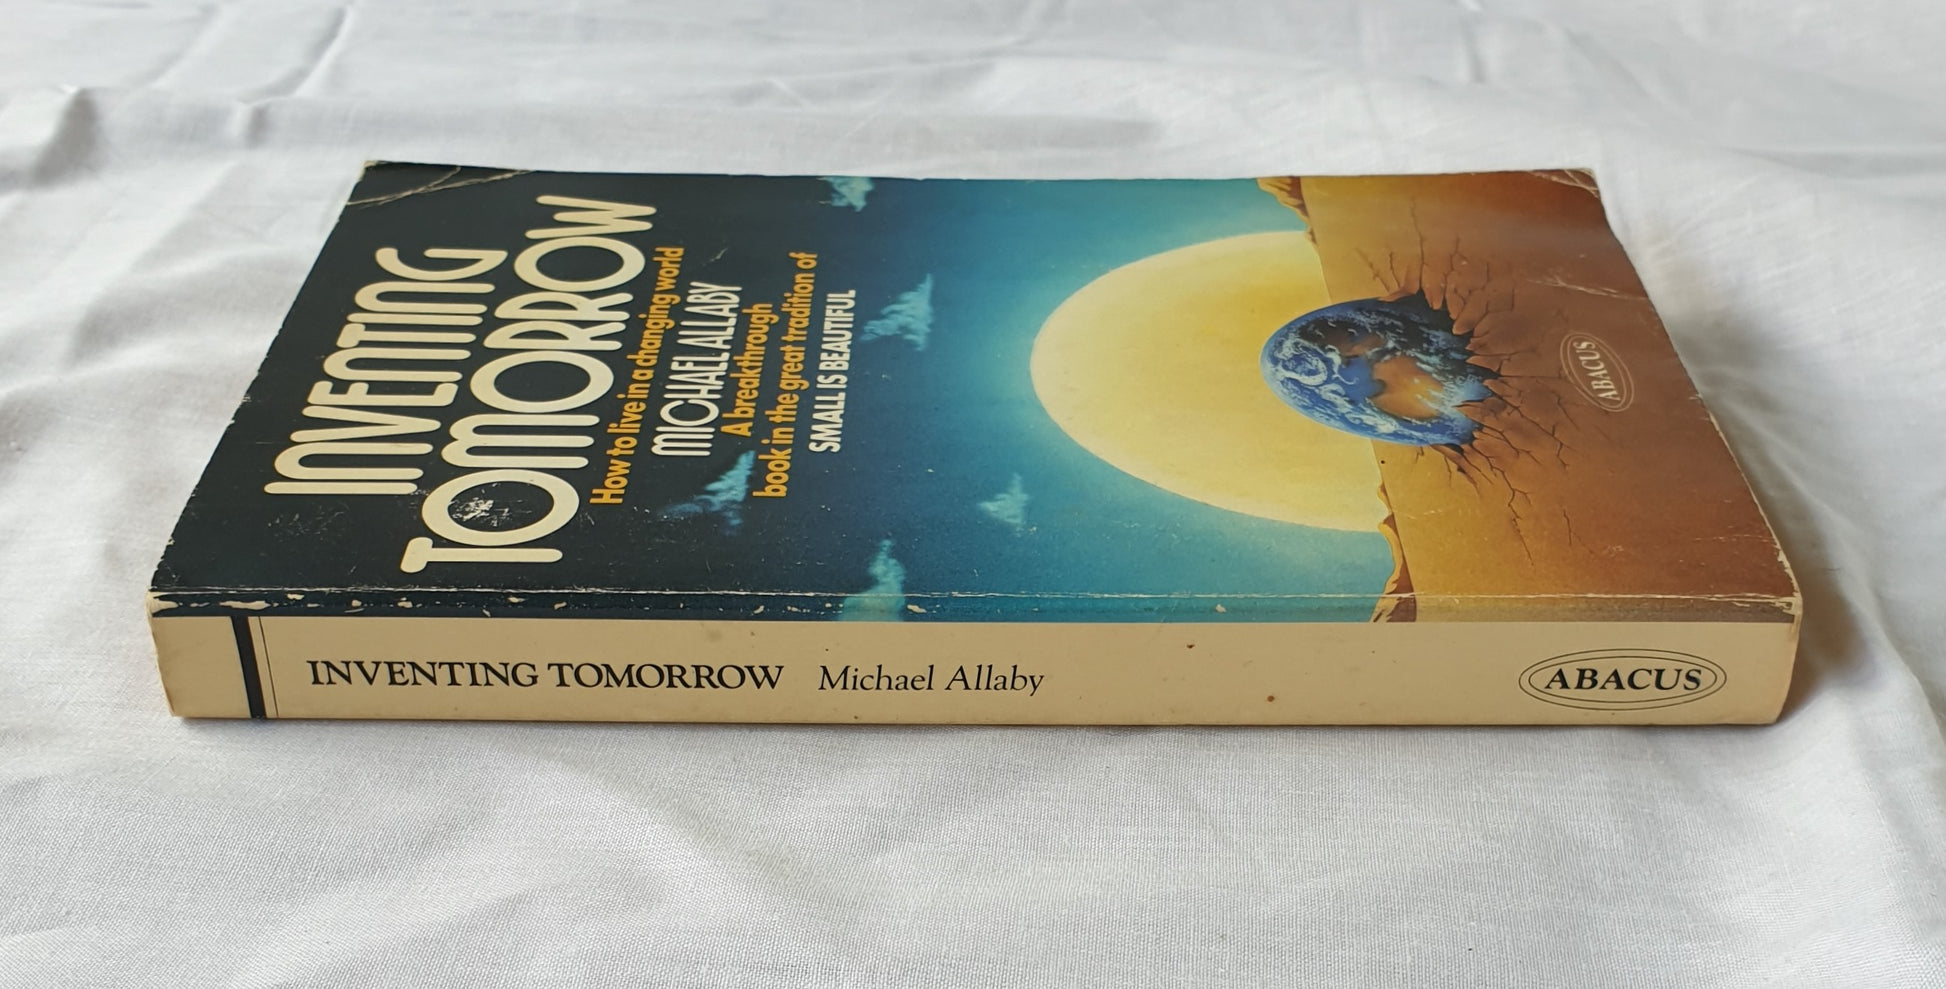 INVENTING
TOMORROW
How to live in a changing world
MICHAEL ALLABY
A breakthrough
book in the great tradition of
SMALL IS BEAUTIFUL
ABACUS
INVENTING TOMORROW Michael Allaby ABACUS